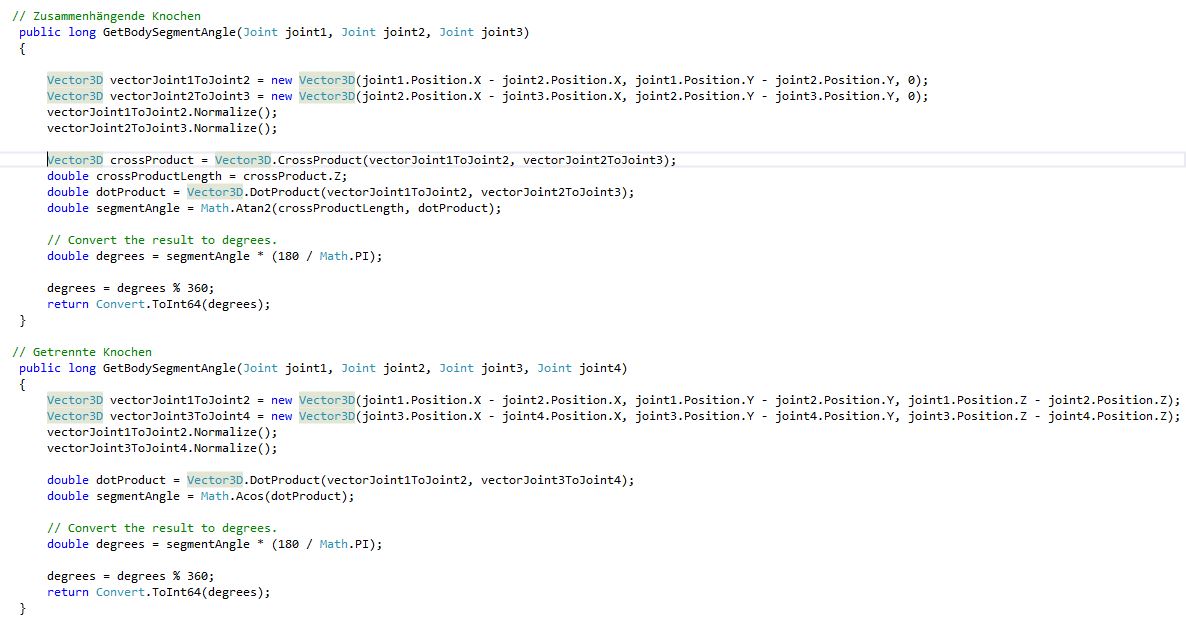 // Zusammenhängende Knochen
public long GetBodySegmentAngle(Joint joint1, Joint joint2, Joint joint3)
{
Vector3D vectorJoint1ToJoint2 = new Vector3D(joint1.Position.X - joint2.Position.X, joint1.Position.Y - joint2.Position.Y, 0);
Vector3D vectorJoint2ToJoint3 = new Vector3D(joint2.Position.X - joint3.Position.X, joint2.Position.Y - joint3.Position.Y, 0);
vectorJoint1ToJoint2.Normalize();
vectorJoint2ToJoint3.Normalize();
Vector3D crossProduct = Vector3D.CrossProduct(vectorJoint1ToJoint2, vectorJoint2ToJoint3);
double crossProductLength = crossProduct.Z;
double dotProduct = Vector3D.DotProduct(vectorJoint1ToJoint2, vectorJoint2ToJoint3);
double segmentAngle = Math.Atan2(crossProductLength, dotProduct);
// Convert the result to degrees.
double degrees = segmentAngle * (180 / Math.PI);
degrees = degrees % 360;
return Convert.ToInt64(degrees);
}
// Getrennte Knochen
public long GetBodySegmentAngle(Joint joint1, Joint joint2, Joint joint3, Joint joint4)
{
Vector3D vectorJoint1ToJoint2 = new Vector3D(joint1.Position.X - joint2.Position.X, joint1.Position.Y - joint2.Position.Y, joint1.Position.Z - joint2.Position.Z);
Vector3D vectorJoint3ToJoint4 = new Vector3D(joint3.Position.X - joint4.Position.X, joint3.Position.Y - joint4.Position.Y, joint3.Position.Z - joint4.Position.Z);
vectorJoint1ToJoint2.Normalize();
vectorJoint3ToJoint4.Normalize();
double dotProduct = Vector3D.DotProduct(vectorJoint1ToJoint2, vectorJoint3ToJoint4);
double segmentAngle = Math.Acos(dotProduct);
// Convert the result to degrees.
double degrees = segmentAngle * (180 / Math.PI);
degrees = degrees % 360;
return Convert.ToInt64(degrees);
}